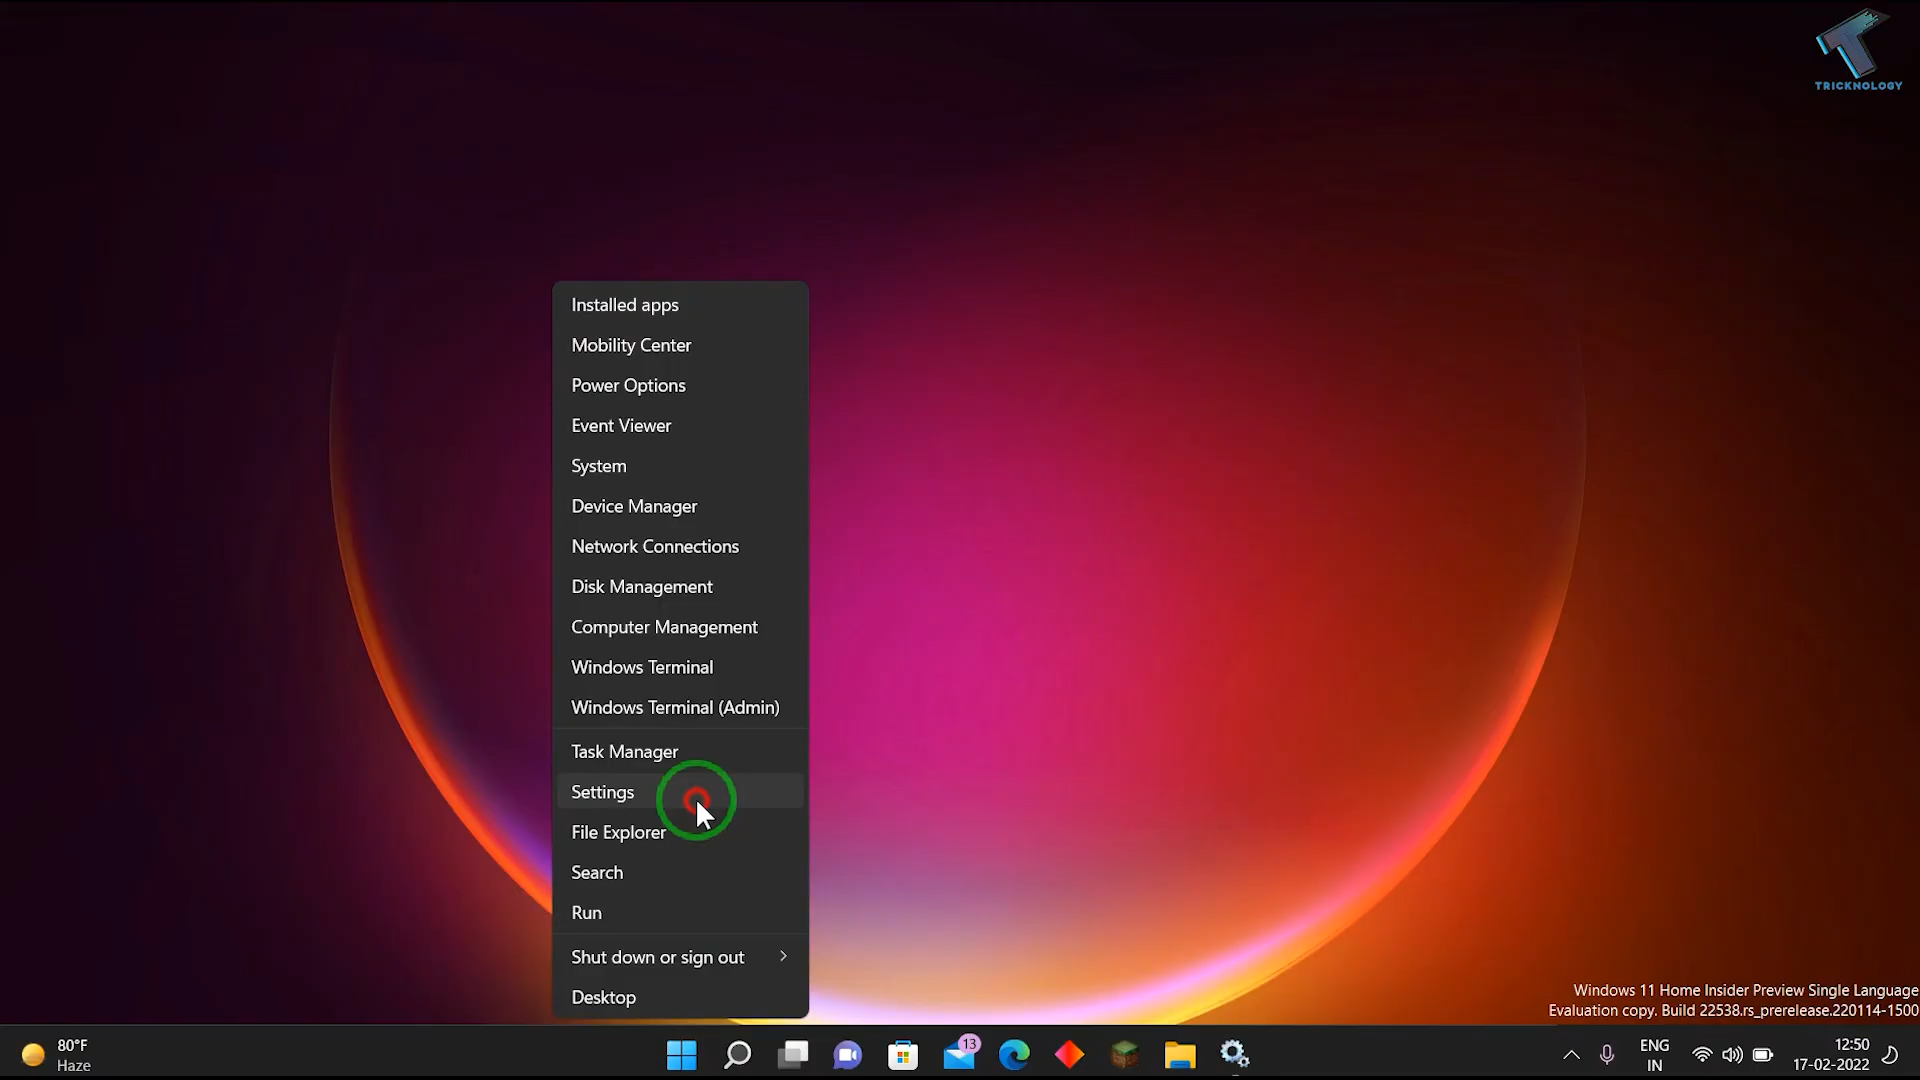 TRICKNOLOGY
Installed apps
Mobility Center
Power Options
Event Viewer
System
Device Manager
Network Connections
Disk Management
Computer Management
Windows Terminal
Windows Terminal (Admin)
Task Manager
Settings
File Explorer
Search
Run
Shut down or sign out
Desktop
Windows 11 Home Insider Preview Single Language
Evaluation copy. Build 22538.rs_prerelease.220114-1500
80°F
Haze
13
ENG
IN
12:50
17-02-2022